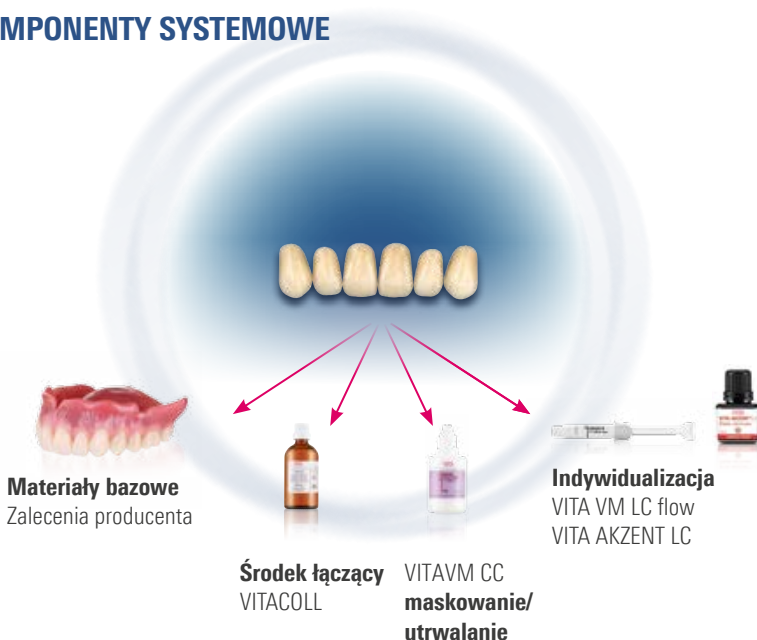 MPONENTY SYSTEMOWE
Materiały bazowe
Zalecenia producenta
Środek łączący
VITACOLL
VITAVM CC
maskowanie/
utrwalanie
Indywidualizacja
VITA VM LC flow
VITA AKZENT LC